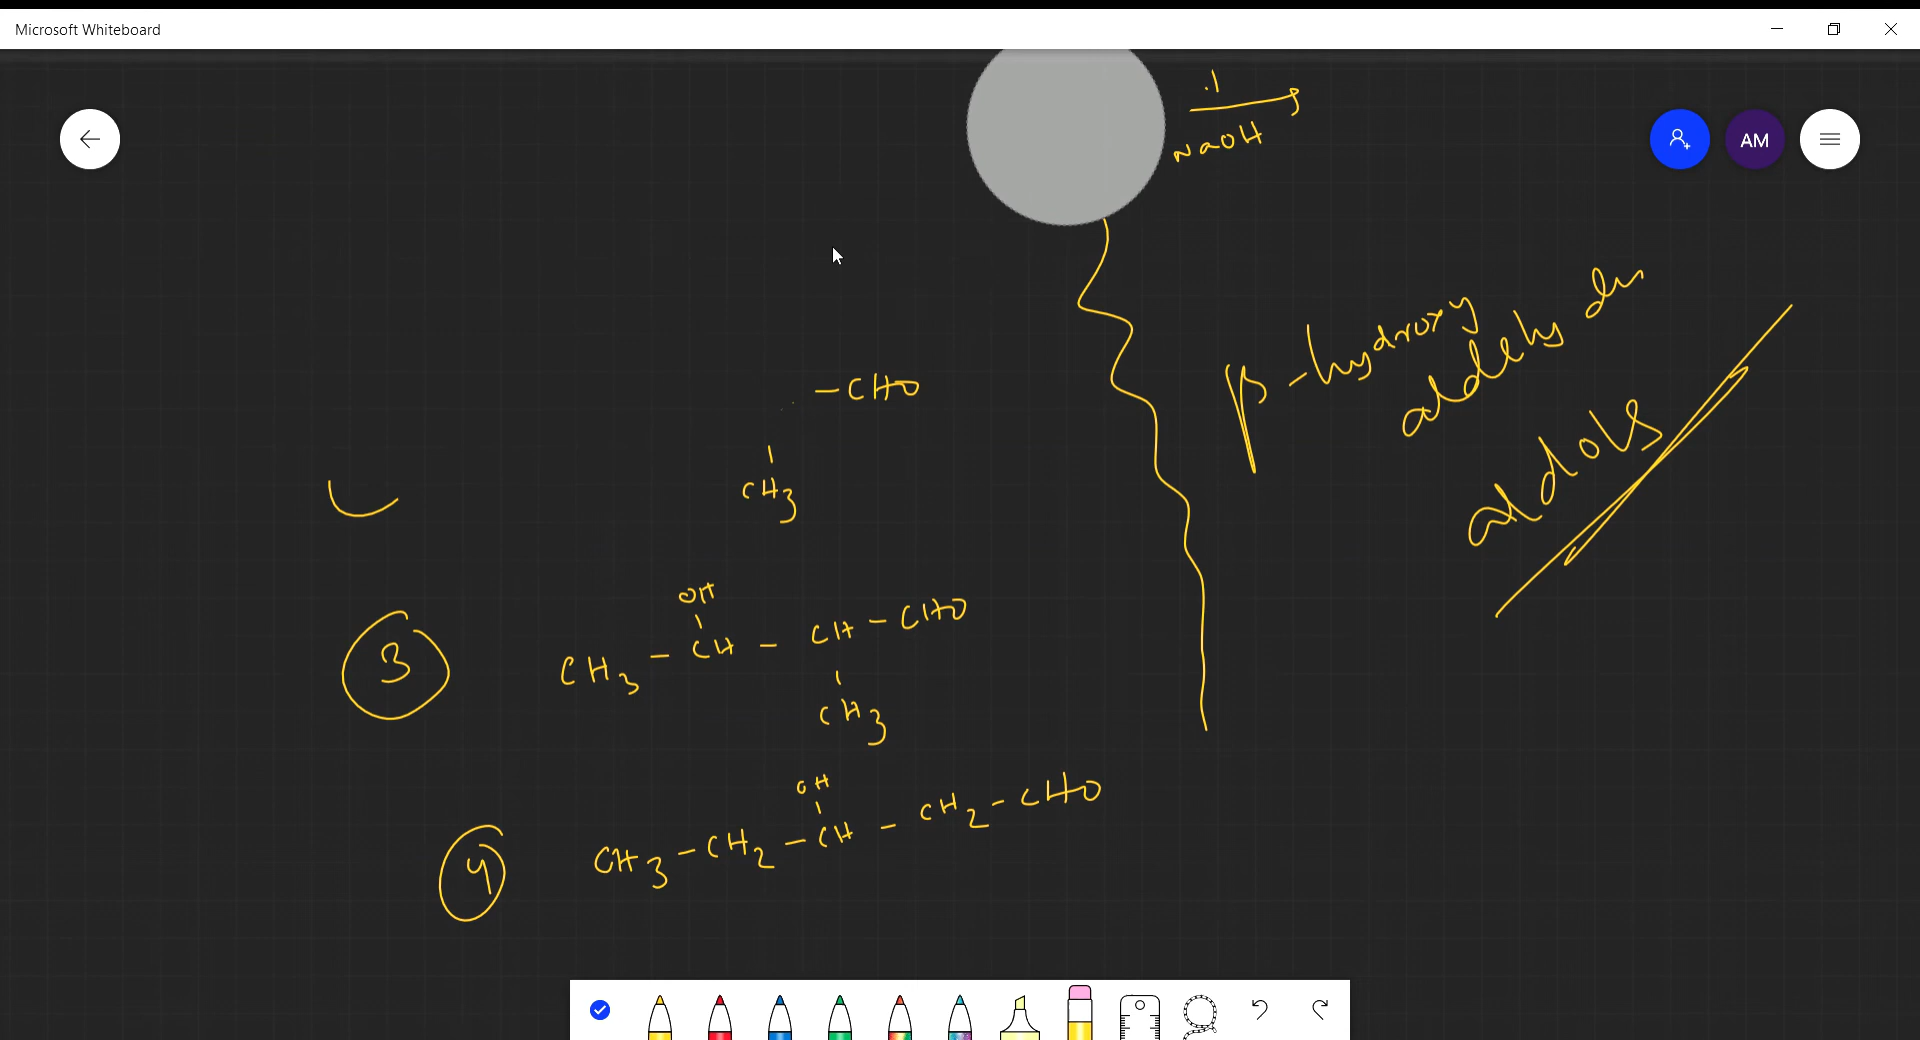 Microsoft Whiteboard
NaOH
AM
β-hydroxy
aldehydes
aldols
-CHO
CH3
OH
3 CH3 - CH - CH - CHO
CH3
OH
4 CH3 - CH2 - CH - CH2 - CHO